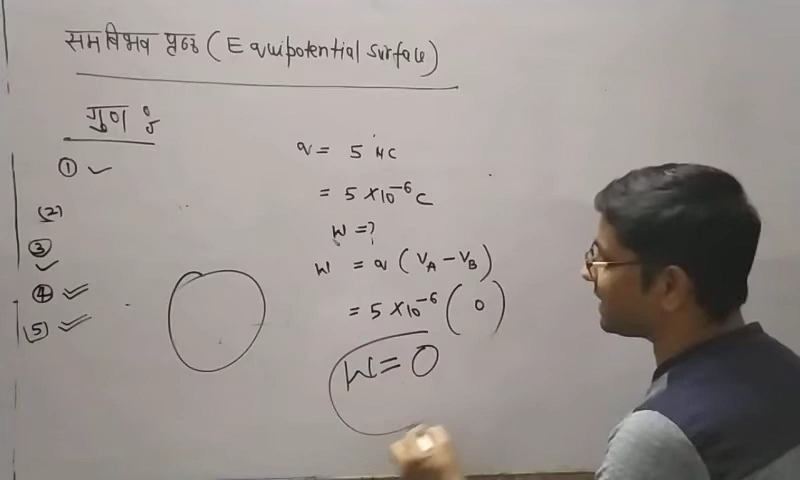 समविभव पृष्ठ (Equipotential surface)
गुण :
① ✓
(2)
③ ✓
④ ✓
(5) ✓
q = 5 μC
= 5 × 10⁻⁶ C
W = ?
W = q (V_A − V_B)
= 5 × 10⁻⁶ ( 0 )
W = 0